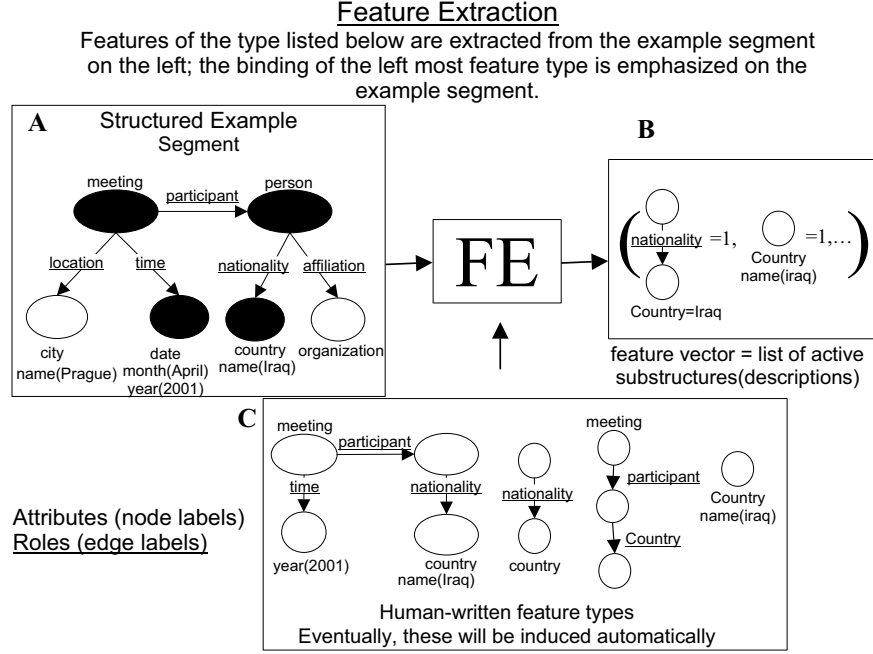 Feature Extraction
Features of the type listed below are extracted from the example segment
on the left; the binding of the left most feature type is emphasized on the
example segment.
A
Structured Example
Segment
meeting
participant
person
location
time
nationality
affiliation
city
name(Prague)
date
month(April)
year(2001)
country
name(Iraq)
organization
FE
B
(
nationality
=1,
Country=Iraq
Country
name(iraq)
=1,...
)
feature vector = list of active
substructures(descriptions)
C
meeting
participant
time
nationality
year(2001)
country
name(Iraq)
nationality
country
meeting
participant
Country
Country
name(iraq)
Attributes (node labels)
Roles (edge labels)
Human-written feature types
Eventually, these will be induced automatically